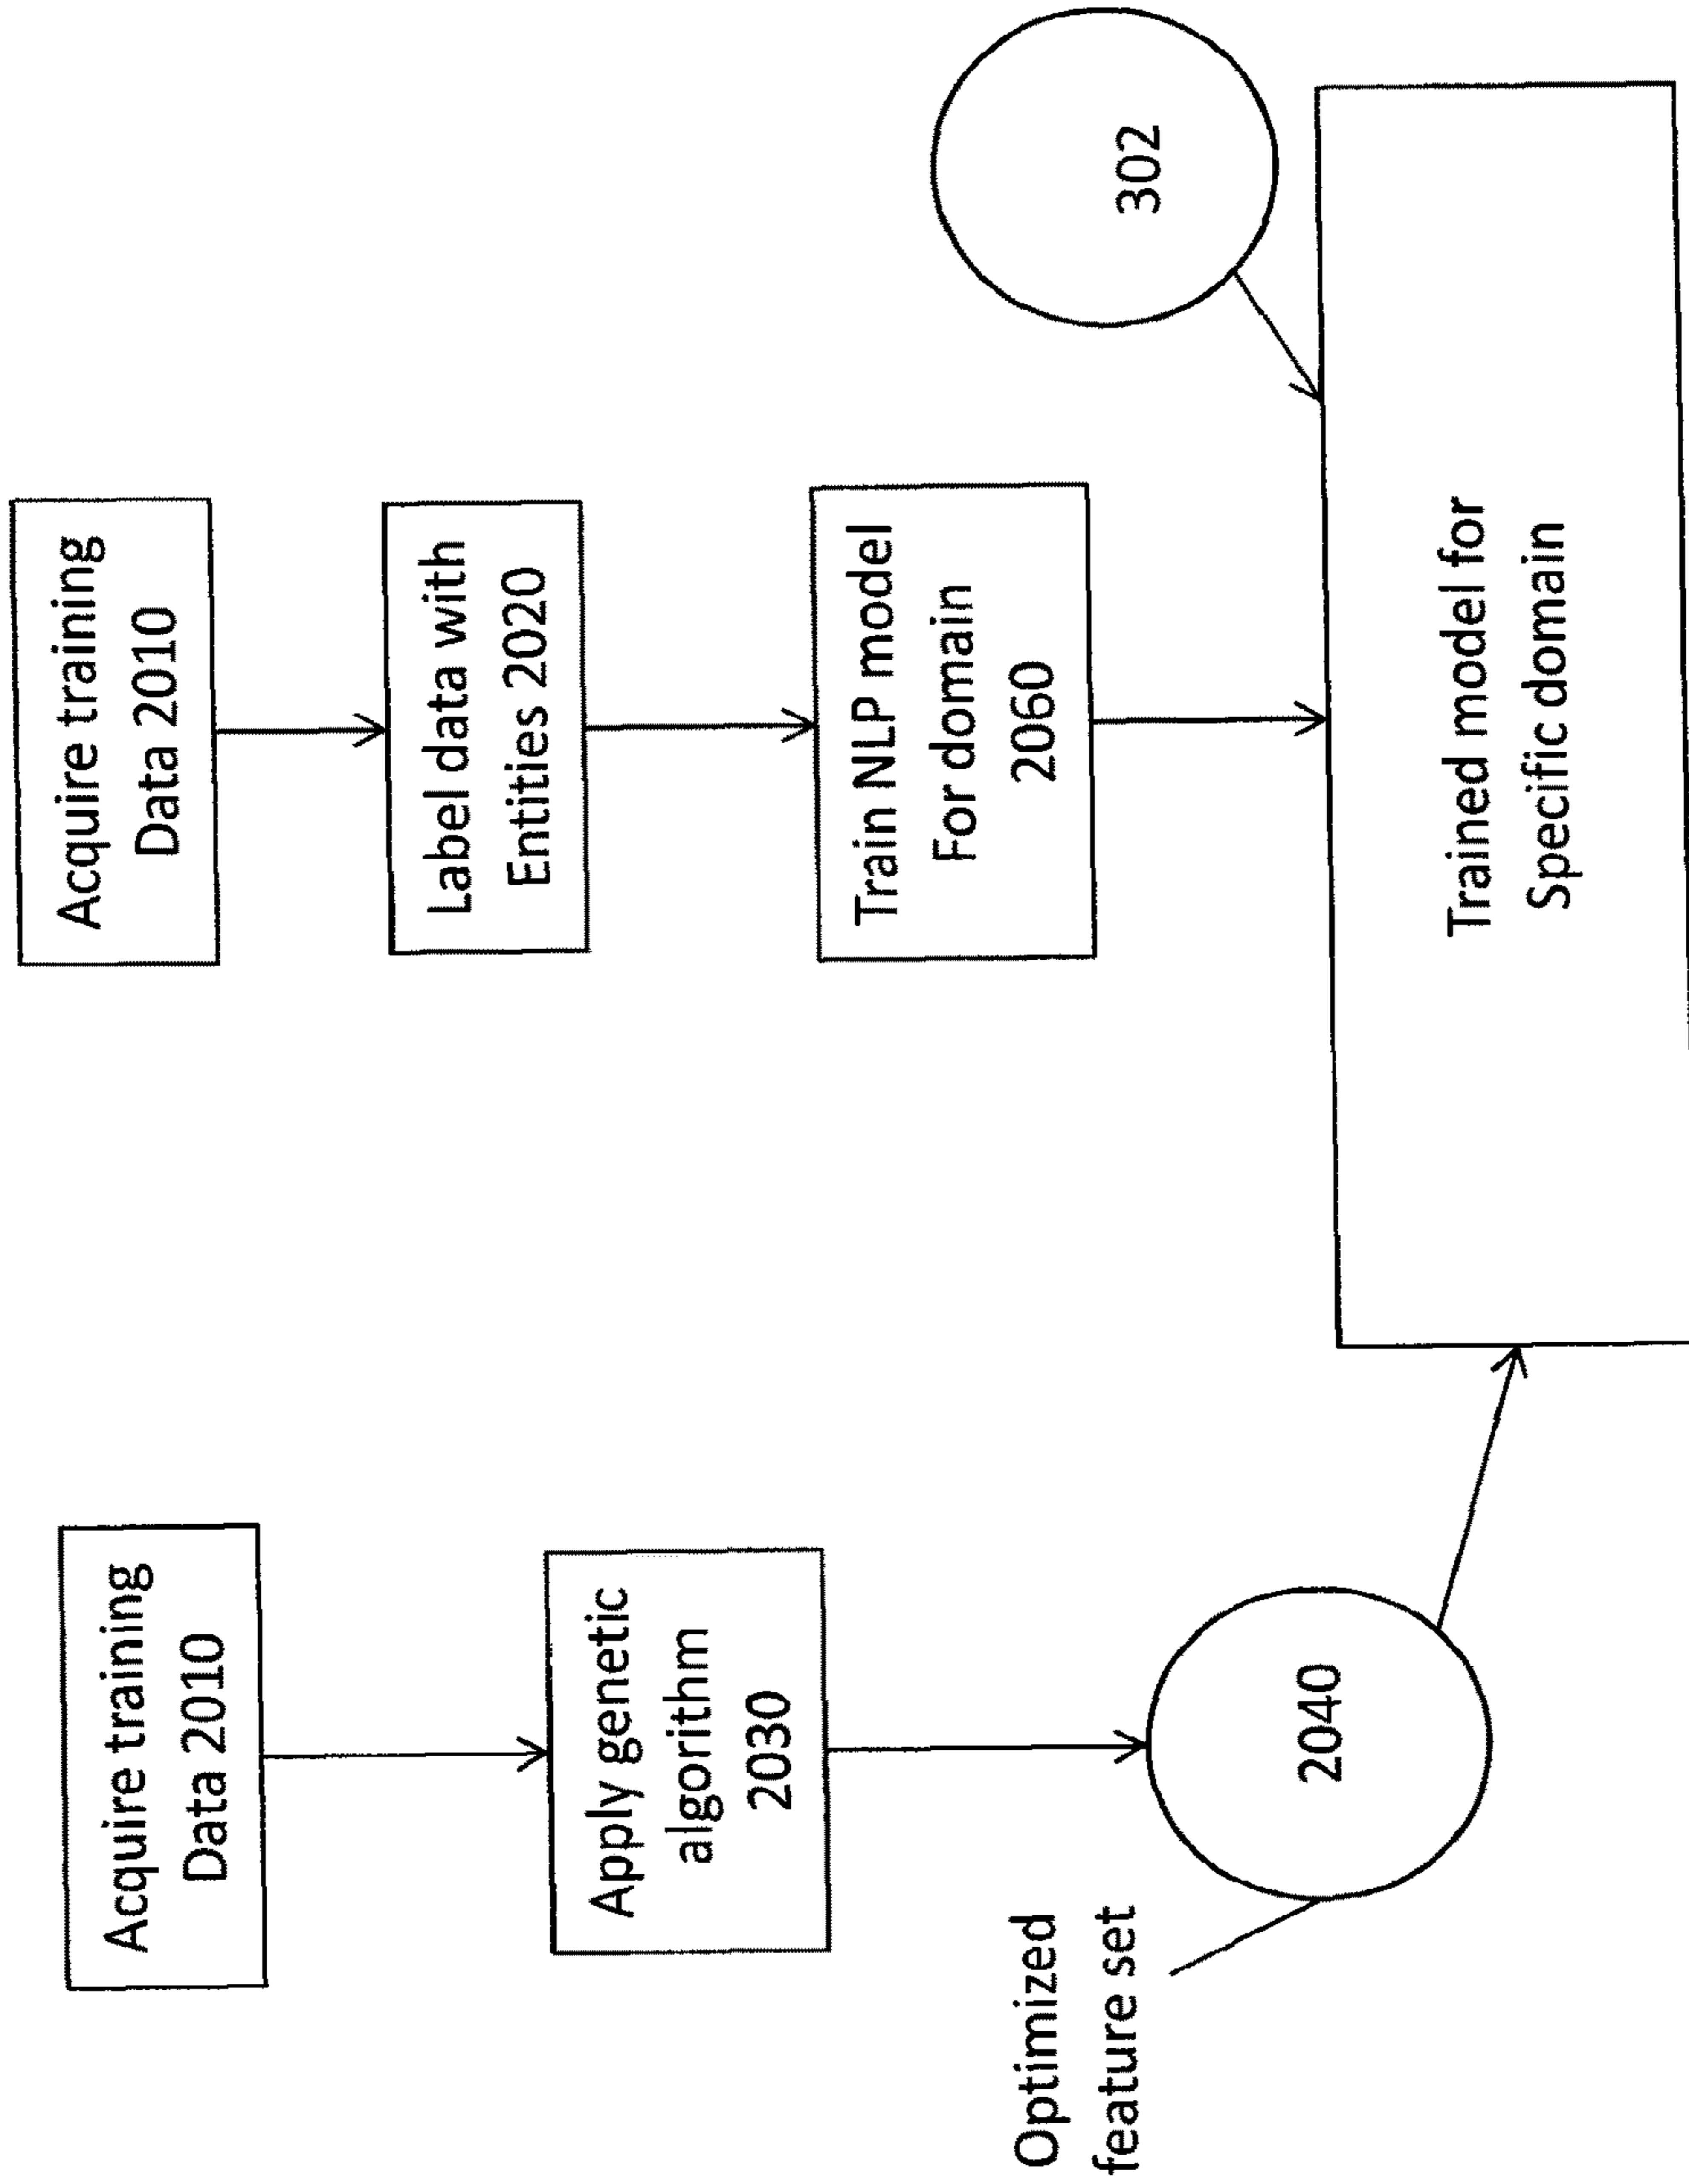 Acquire training
Data 2010
Apply genetic
algorithm
2030
Optimized
feature set
2040
Acquire training
Data 2010
Label data with
Entities 2020
Train NLP model
For domain
2060
302
Trained model for
Specific domain